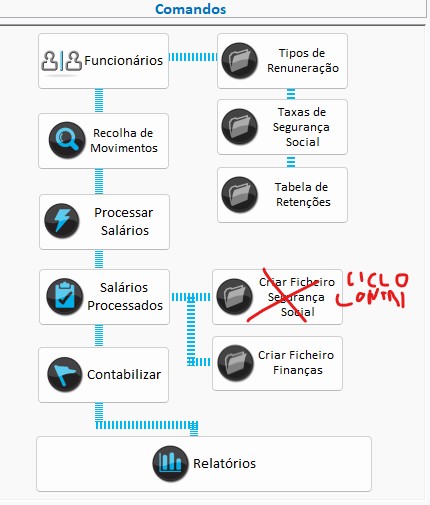 Comandos
Funcionários
Tipos de
Renuneração
Recolha de
Movimentos
Taxas de
Segurança
Social
Processar
Salários
Tabela de
Retenções
Salários
Processados
Criar Ficheiro
Segurança
Social
CICLO
Contabilizar
Criar Ficheiro
Finanças
Relatórios